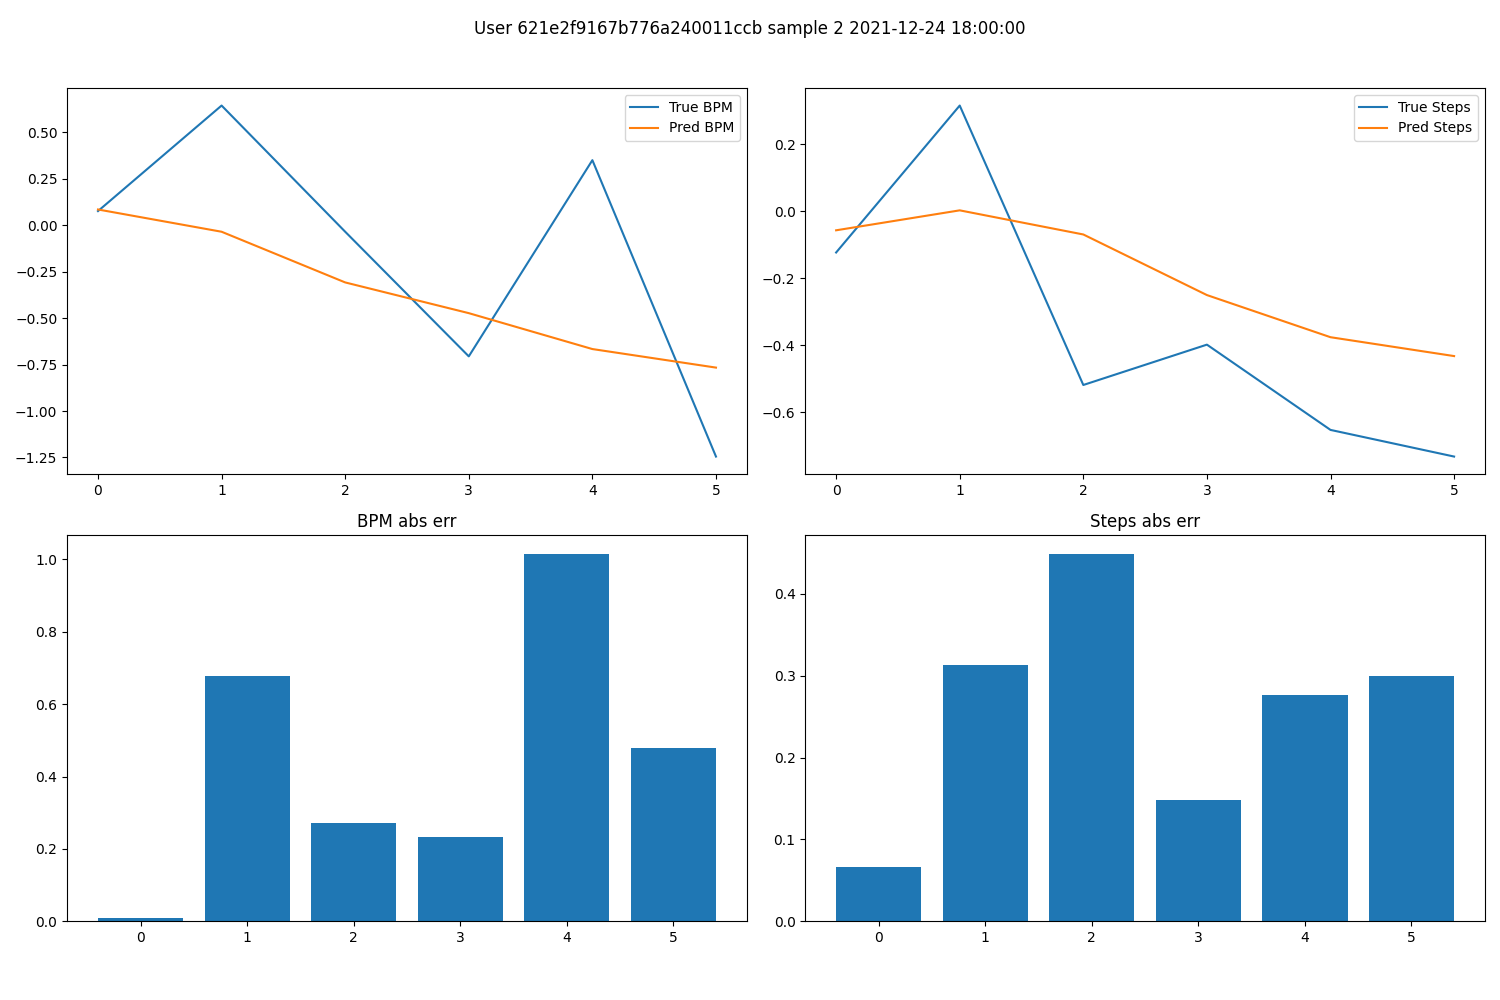 User 621e2f9167b776a240011ccb sample 2 2021-12-24 18:00:00
True BPM
Pred BPM
0.50
0.25
0.00
−0.25
−0.50
−0.75
−1.00
−1.25
0 1 2 3 4 5
True Steps
Pred Steps
0.2
0.0
−0.2
−0.4
−0.6
0 1 2 3 4 5
BPM abs err
1.0
0.8
0.6
0.4
0.2
0.0
0 1 2 3 4 5
Steps abs err
0.4
0.3
0.2
0.1
0.0
0 1 2 3 4 5